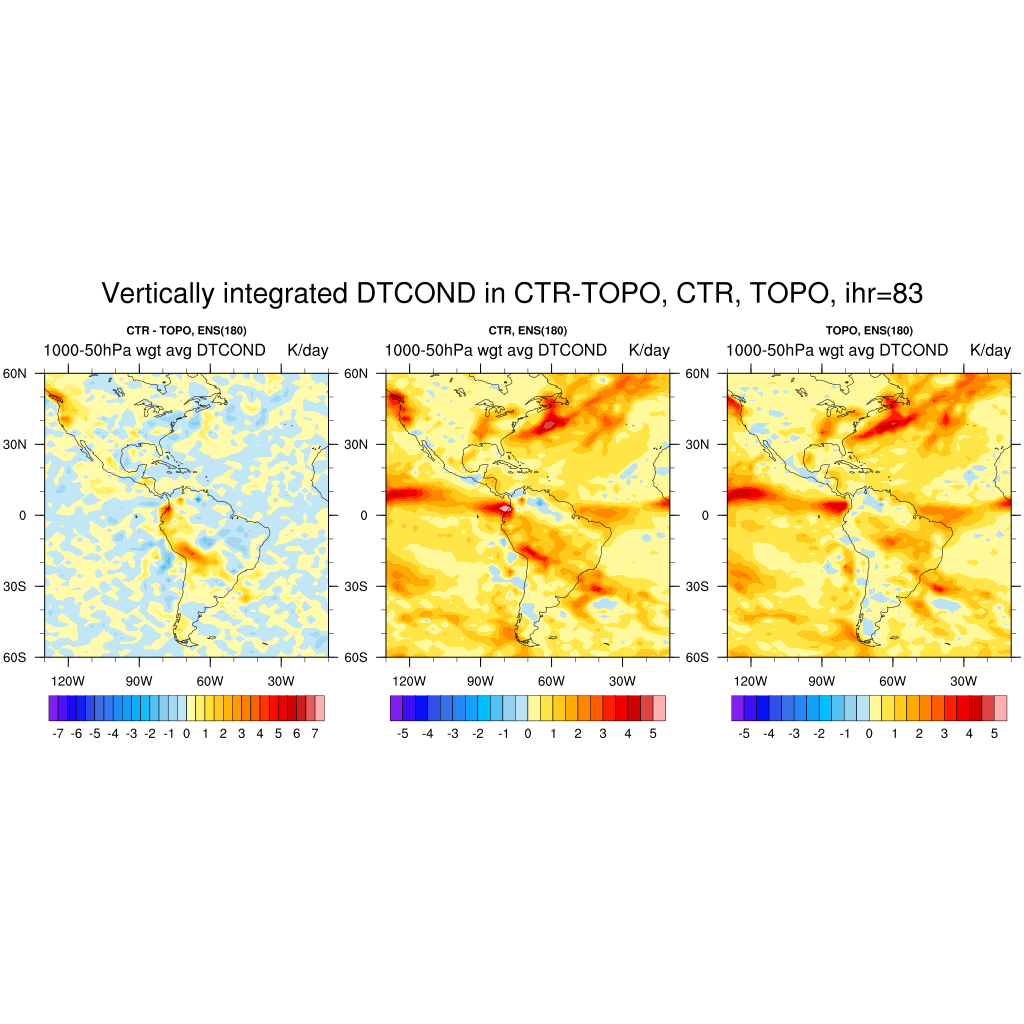 Vertically integrated DTCOND in CTR-TOPO, CTR, TOPO, ihr=83
CTR - TOPO, ENS(180)
1000-50hPa wgt avg DTCOND K/day
60N
30N
0
30S
60S
120W 90W 60W 30W
-7 -6 -5 -4 -3 -2 -1 0 1 2 3 4 5 6 7
CTR, ENS(180)
1000-50hPa wgt avg DTCOND K/day
60N
30N
0
30S
60S
120W 90W 60W 30W
-5 -4 -3 -2 -1 0 1 2 3 4 5
TOPO, ENS(180)
1000-50hPa wgt avg DTCOND K/day
60N
30N
0
30S
60S
120W 90W 60W 30W
-5 -4 -3 -2 -1 0 1 2 3 4 5